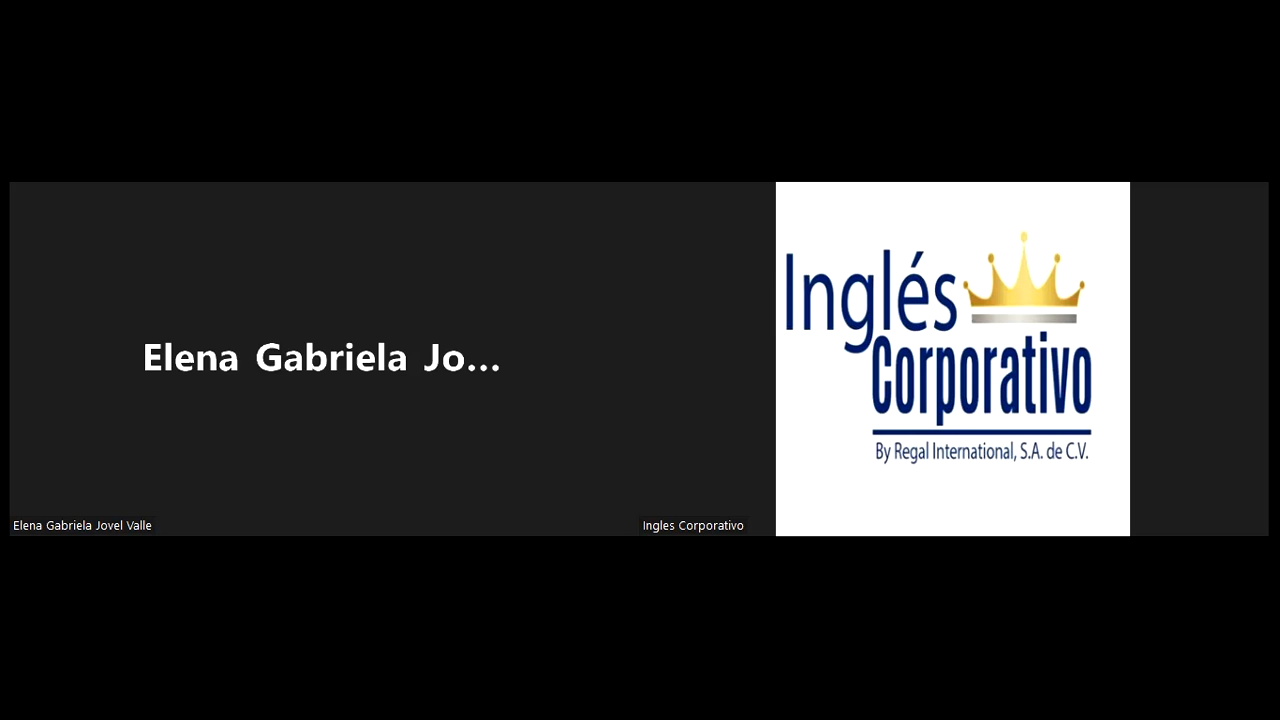 Elena Gabriela Jo...
Elena Gabriela Jovel Valle
Inglés
Corporativo
By Regal International, S.A. de C.V.
Ingles Corporativo